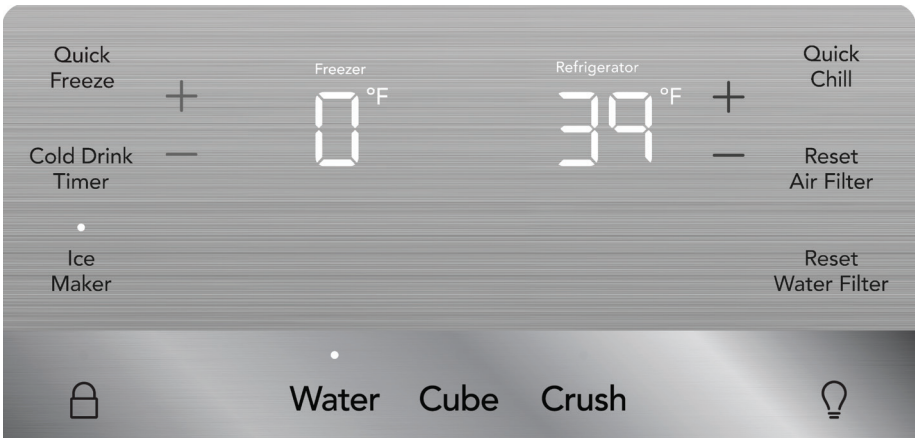 Quick
Freeze
Freezer
0 °F
Refrigerator
39 °F
Quick
Chill
+
+
Cold Drink
Timer
−
−
Reset
Air Filter
Ice
Maker
Reset
Water Filter
Water Cube Crush